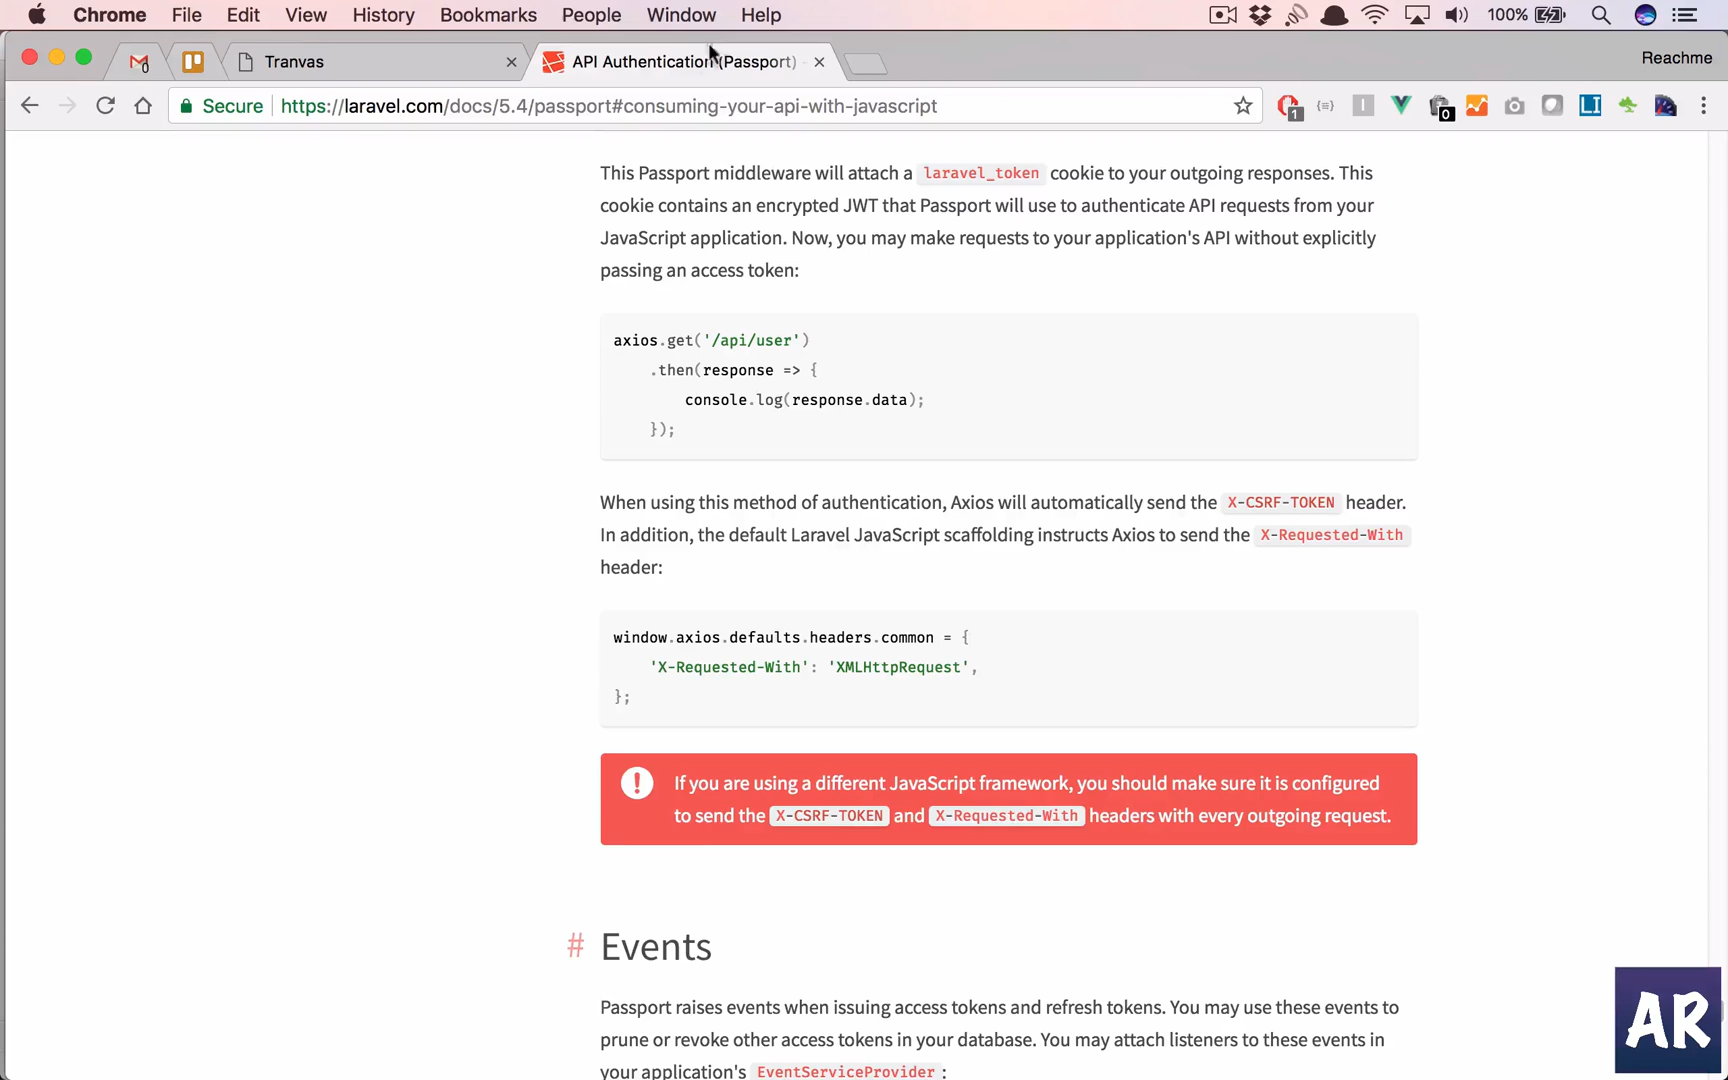 Chrome File Edit View History Bookmarks People Window Help 100%
0 Tranvas API Authentication (Passport) Reachme
Secure https://laravel.com/docs/5.4/passport#consuming-your-api-with-javascript 1 0 LI
This Passport middleware will attach a laravel_token cookie to your outgoing responses. This
cookie contains an encrypted JWT that Passport will use to authenticate API requests from your
JavaScript application. Now, you may make requests to your application's API without explicitly
passing an access token:
axios.get('/api/user')
.then(response => {
console.log(response.data);
});
When using this method of authentication, Axios will automatically send the X-CSRF-TOKEN header.
In addition, the default Laravel JavaScript scaffolding instructs Axios to send the X-Requested-With
header:
window.axios.defaults.headers.common = {
'X-Requested-With': 'XMLHttpRequest',
};
If you are using a different JavaScript framework, you should make sure it is configured
to send the X-CSRF-TOKEN and X-Requested-With headers with every outgoing request.
# Events
Passport raises events when issuing access tokens and refresh tokens. You may use these events to
prune or revoke other access tokens in your database. You may attach listeners to these events in
your application's EventServiceProvider :
AR